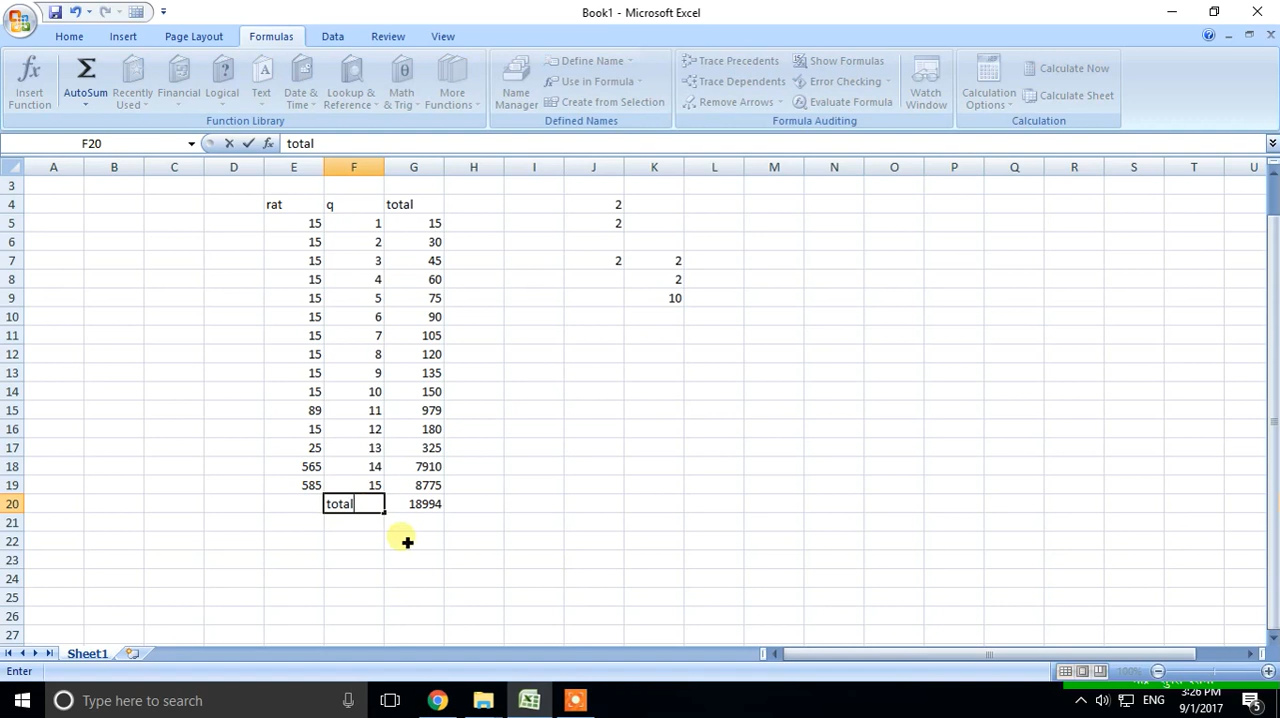 Book1 - Microsoft Excel
Home Insert Page Layout Formulas Data Review View
Insert Function
AutoSum
Recently Used
Financial
Logical
Text
Date & Time
Lookup & Reference
Math & Trig
More Functions
Function Library
Name Manager
Define Name
Use in Formula
Create from Selection
Defined Names
Trace Precedents
Trace Dependents
Remove Arrows
Show Formulas
Error Checking
Evaluate Formula
Formula Auditing
Watch Window
Calculation Options
Calculate Now
Calculate Sheet
Calculation
F20 fx total
A B C D E F G H I J K L M N O P Q R S T U
3
4 rat q total 2
5 15 1 15 2
6 15 2 30
7 15 3 45 2 2
8 15 4 60 2
9 15 5 75 10
10 15 6 90
11 15 7 105
12 15 8 120
13 15 9 135
14 15 10 150
15 89 11 979
16 15 12 180
17 25 13 325
18 565 14 7910
19 585 15 8775
20 total 18994
21
22
23
24
25
26
27
Sheet1
Enter 100%
Type here to search
ENG
3:26 PM
9/1/2017
5